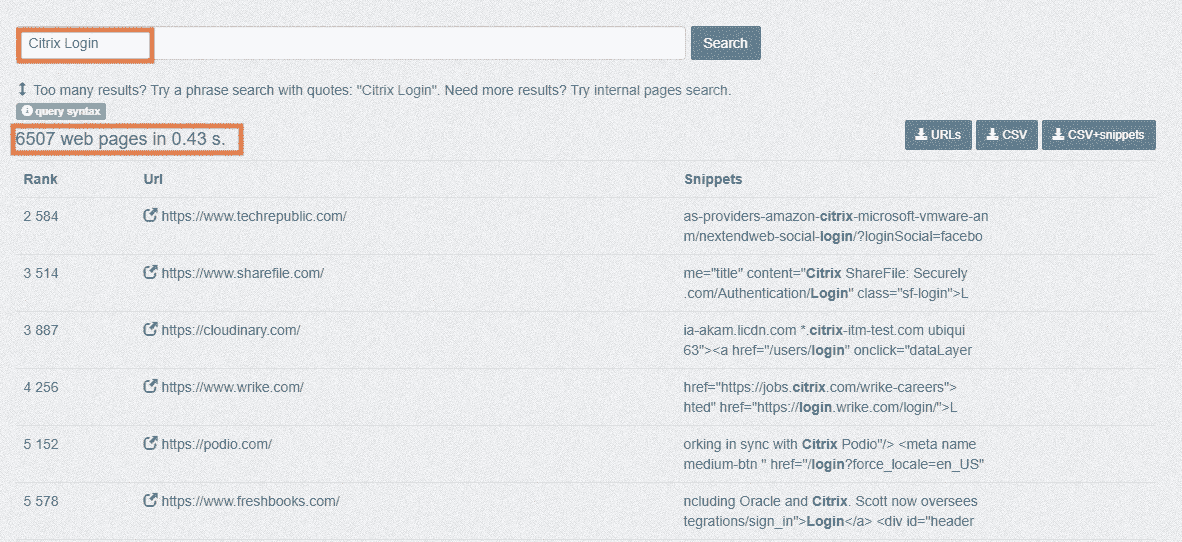 Citrix Login Search
Too many results? Try a phrase search with quotes: "Citrix Login". Need more results? Try internal pages search.
query syntax
6507 web pages in 0.43 s. URLs CSV CSV+snippets
Rank Url Snippets
2 584 https://www.techrepublic.com/ as-providers-amazon-citrix-microsoft-vmware-an
m/nextendweb-social-login/?loginSocial=facebo
3 514 https://www.sharefile.com/ me="title" content="Citrix ShareFile: Securely
.com/Authentication/Login" class="sf-login">L
3 887 https://cloudinary.com/ ia-akam.licdn.com *.citrix-itm-test.com ubiqui
63"><a href="/users/login" onclick="dataLayer
4 256 https://www.wrike.com/ href="https://jobs.citrix.com/wrike-careers">
hted" href="https://login.wrike.com/login/">L
5 152 https://podio.com/ orking in sync with Citrix Podio"/> <meta name
medium-btn " href="/login?force_locale=en_US"
5 578 https://www.freshbooks.com/ ncluding Oracle and Citrix. Scott now oversees
tegrations/sign_in">Login</a> <div id="header